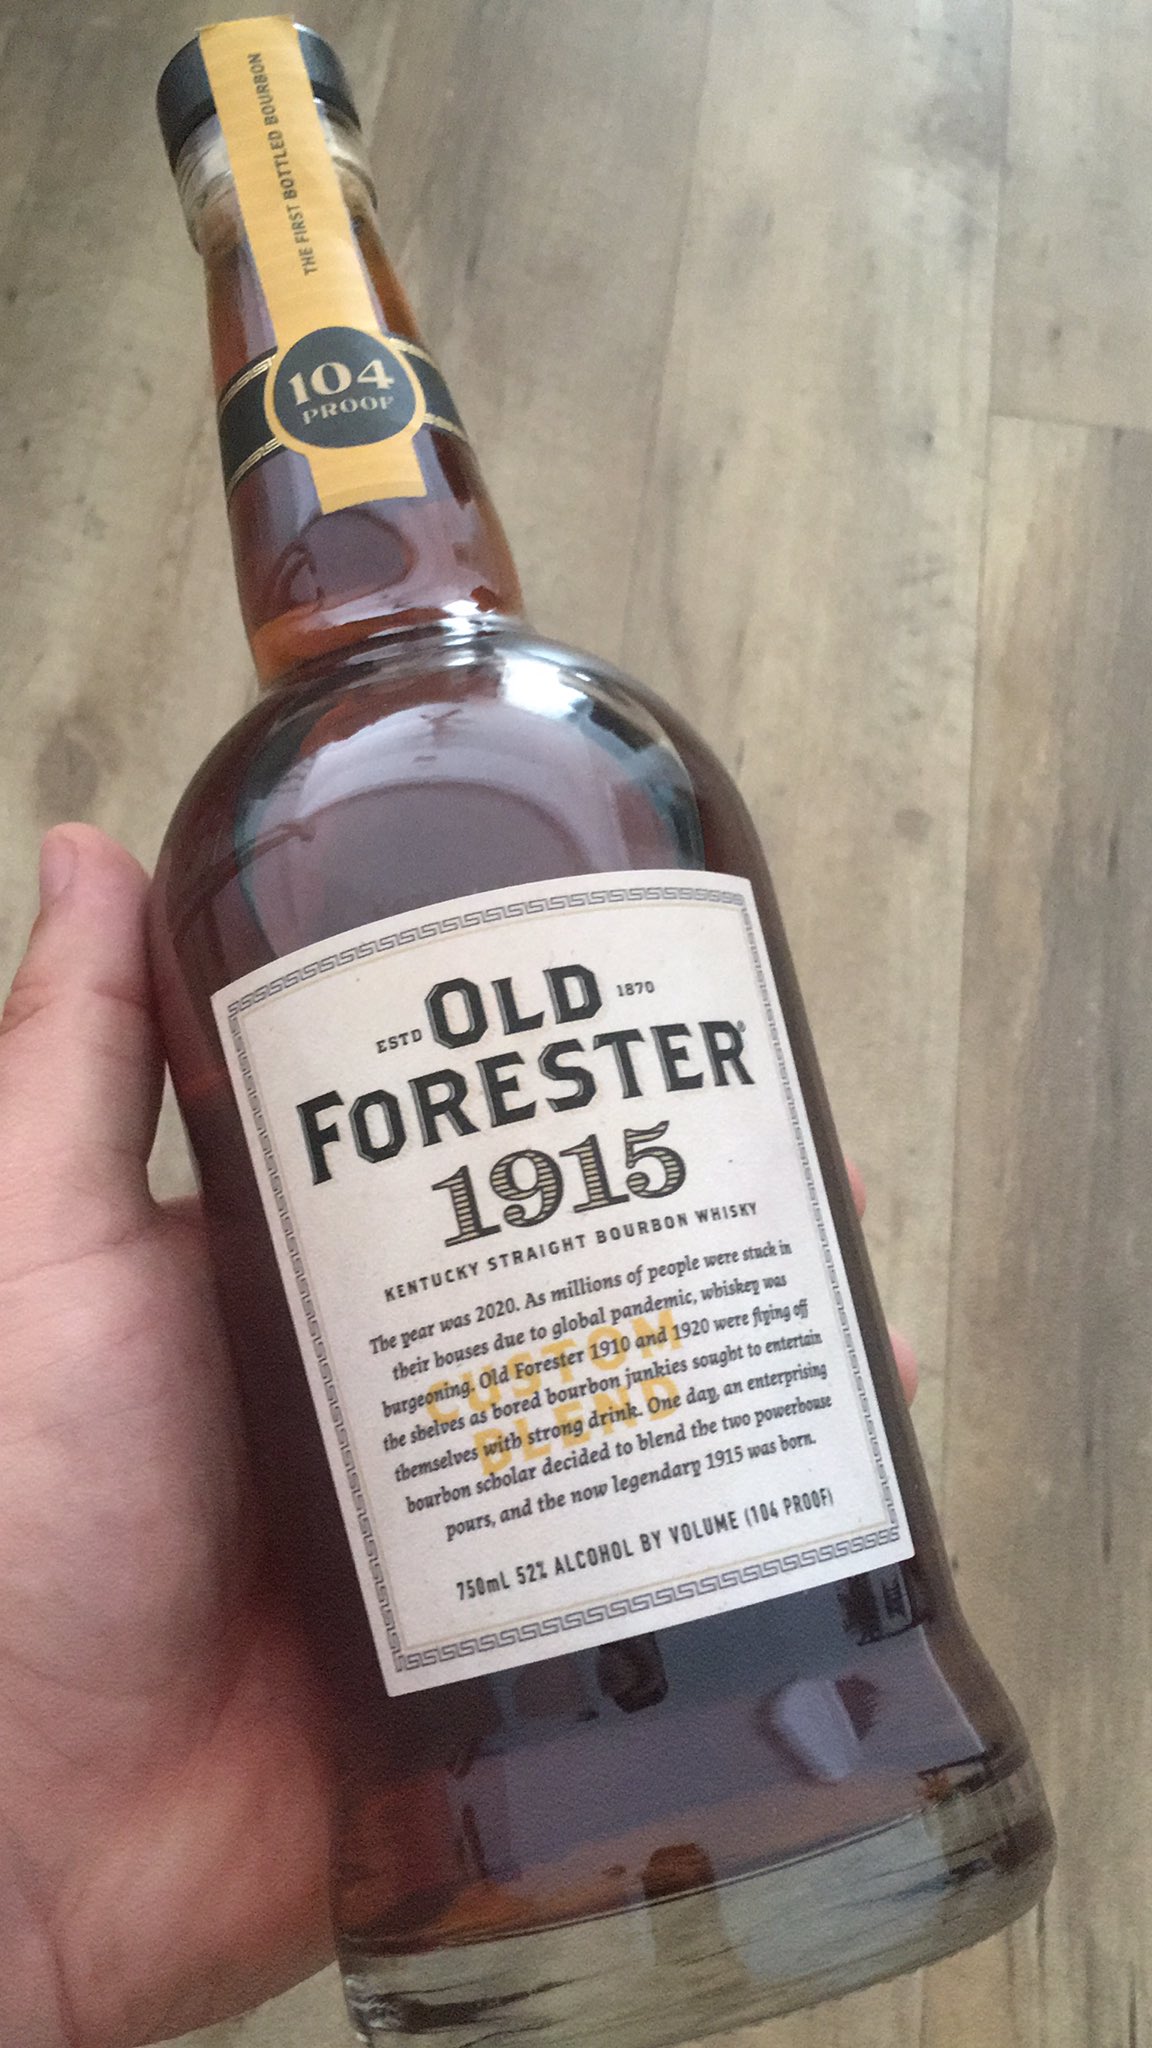 THE FIRST BOTTLED BOURBON
104
PROOF
ESTD OLD 1870
FORESTER®
1915
KENTUCKY STRAIGHT BOURBON WHISKY
The year was 2020. As millions of people were stuck in
their houses due to global pandemic, whiskey was
burgeoning. Old Forester 1910 and 1920 were flying off
the shelves as bored bourbon junkies sought to entertain
themselves with strong drink. One day, an enterprising
bourbon scholar decided to blend the two powerhouse
pours, and the now legendary 1915 was born.
CUSTOM
BLEND
750mL 52% ALCOHOL BY VOLUME (104 PROOF)